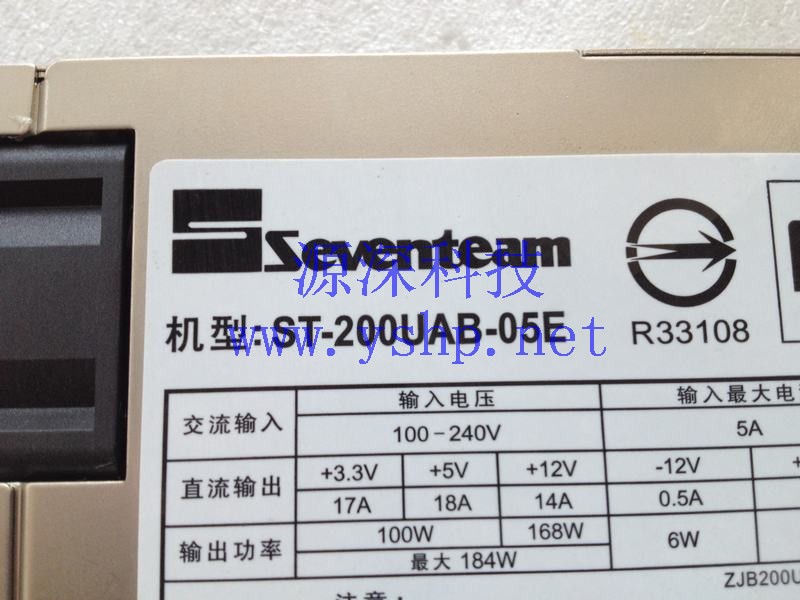 Seventeam
源深科技
机型: ST-200UAB-05E
R33108
www.yshp.net
输入电压 输入最大电
交流输入 100-240V 5A
直流输出 +3.3V +5V +12V -12V +
17A 18A 14A 0.5A
输出功率 100W 168W 6W
最大 184W
ZJB200U
注意: